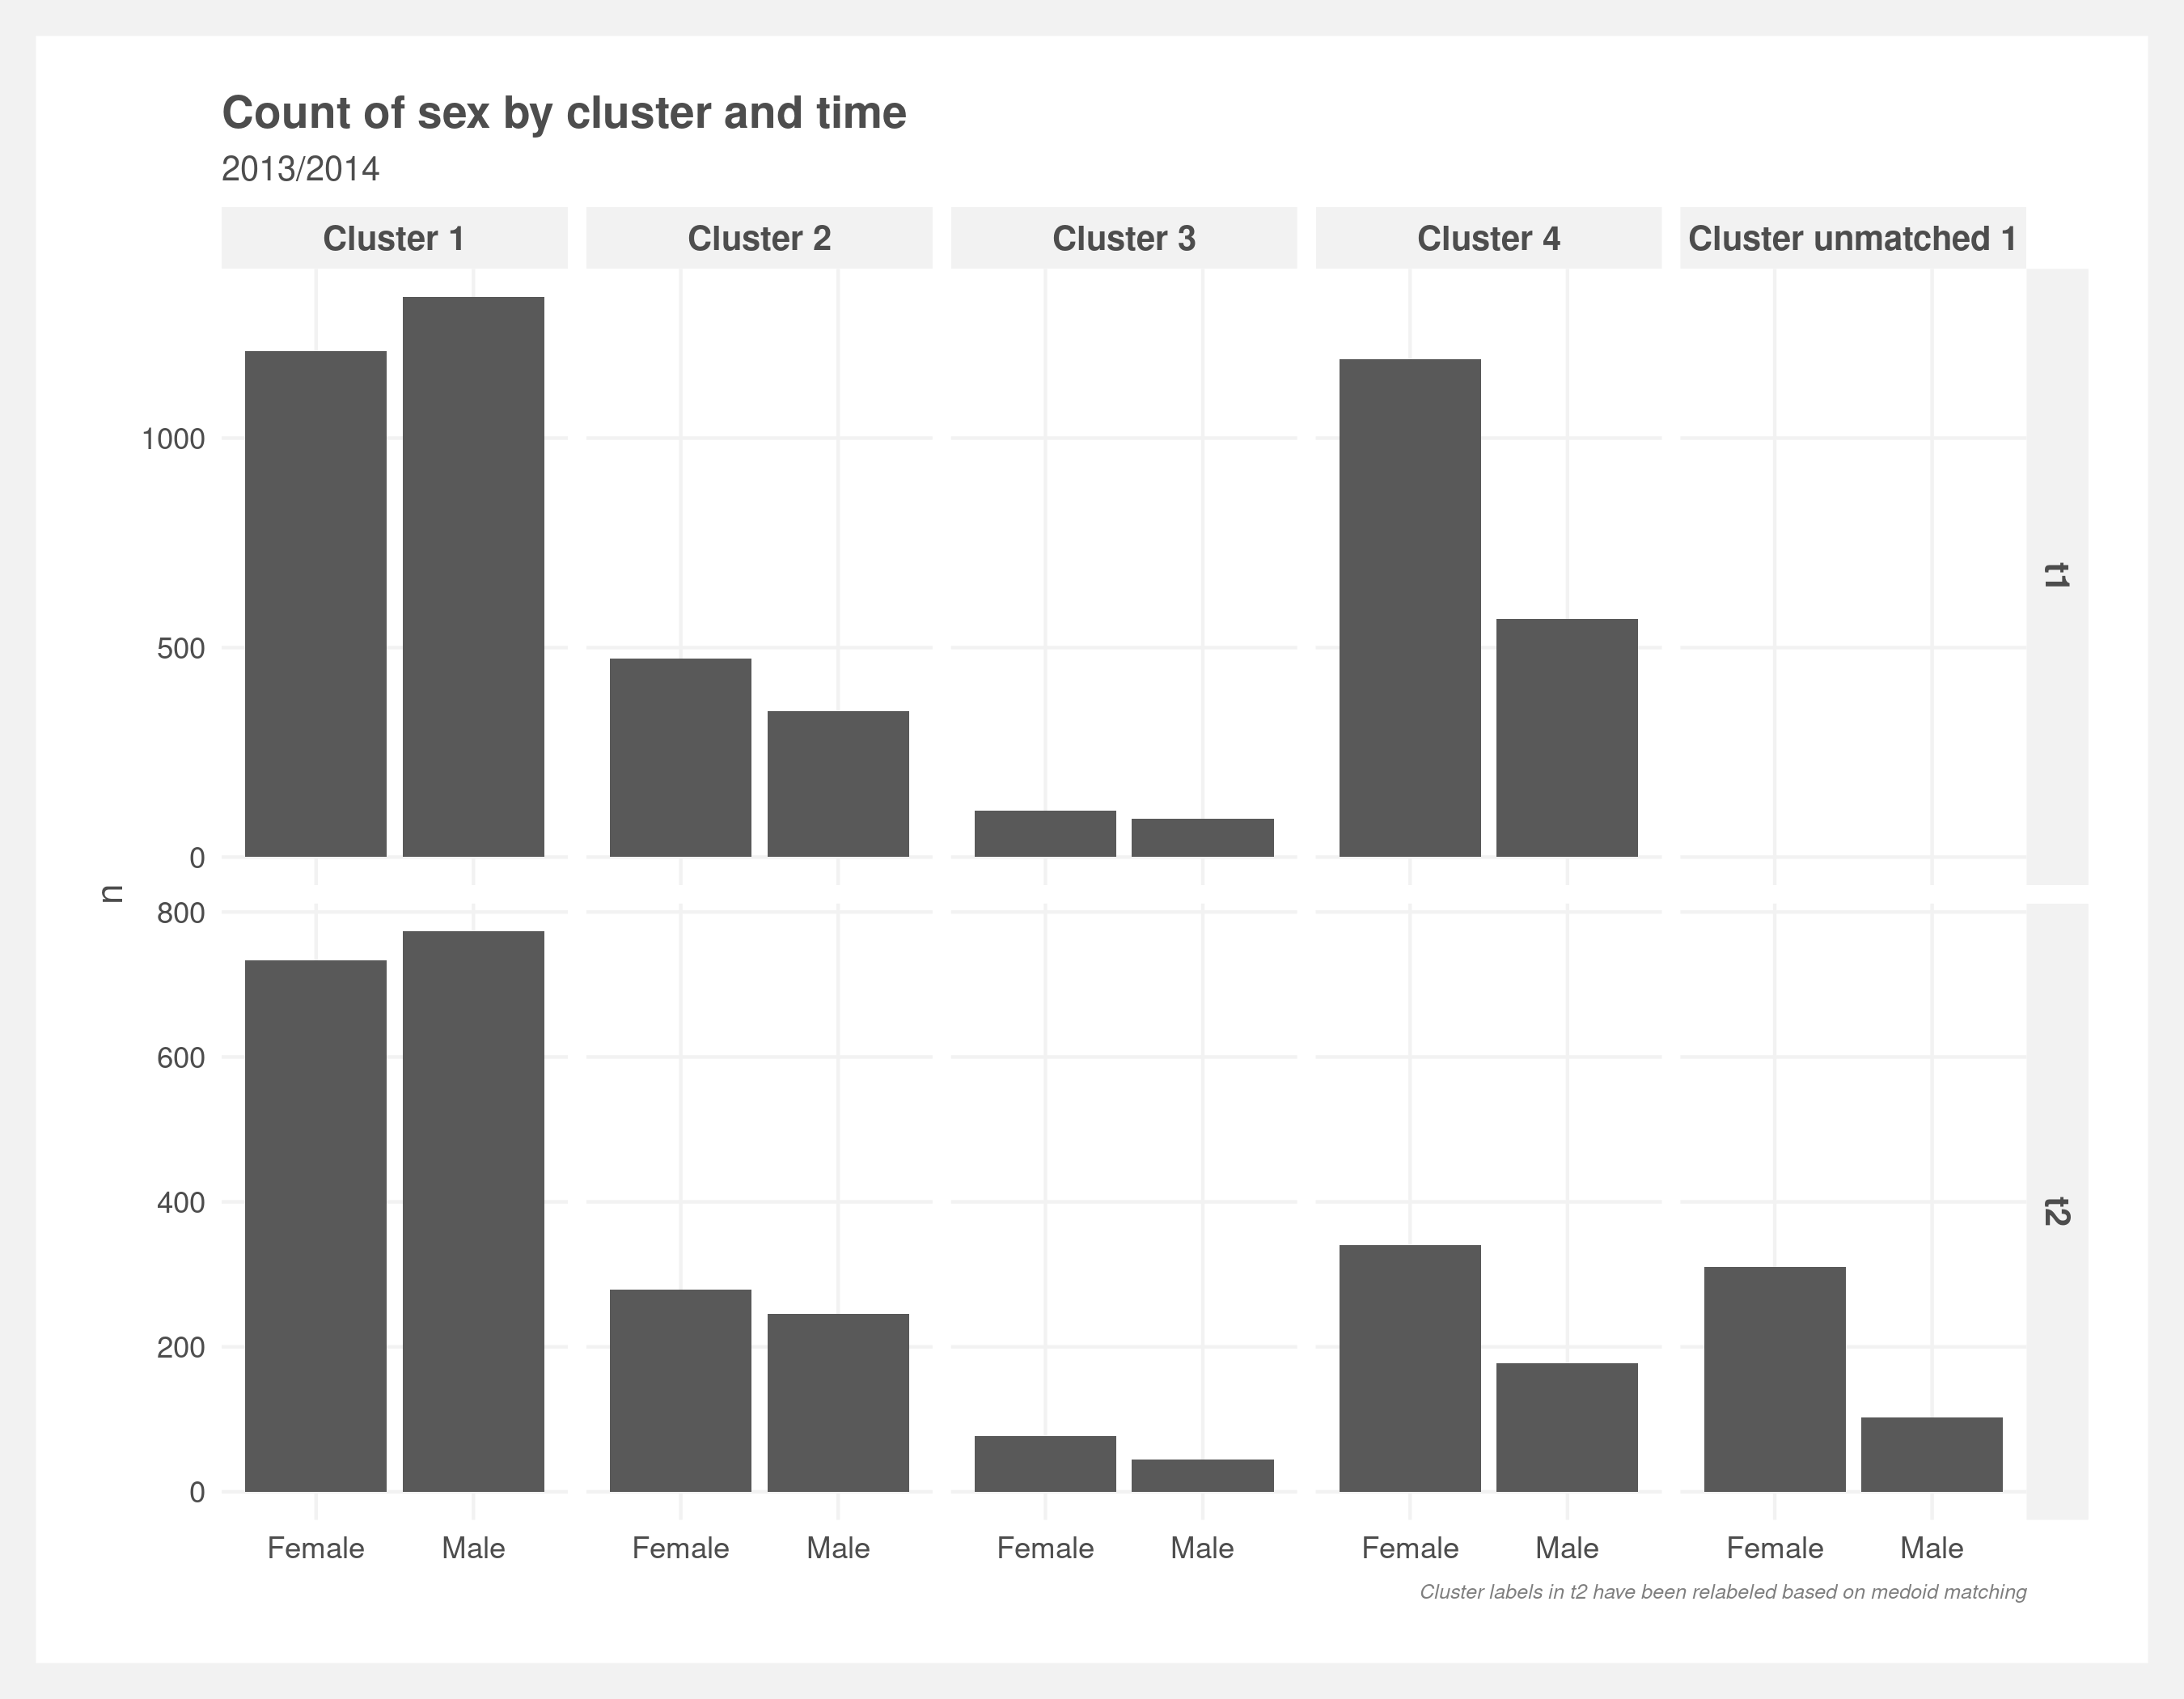 Count of sex by cluster and time
2013/2014
Cluster 1 Cluster 2 Cluster 3 Cluster 4 Cluster unmatched 1
1000
500
0
t1
n
800
600
400
200
0
t2
Female Male Female Male Female Male Female Male Female Male
Cluster labels in t2 have been relabeled based on medoid matching